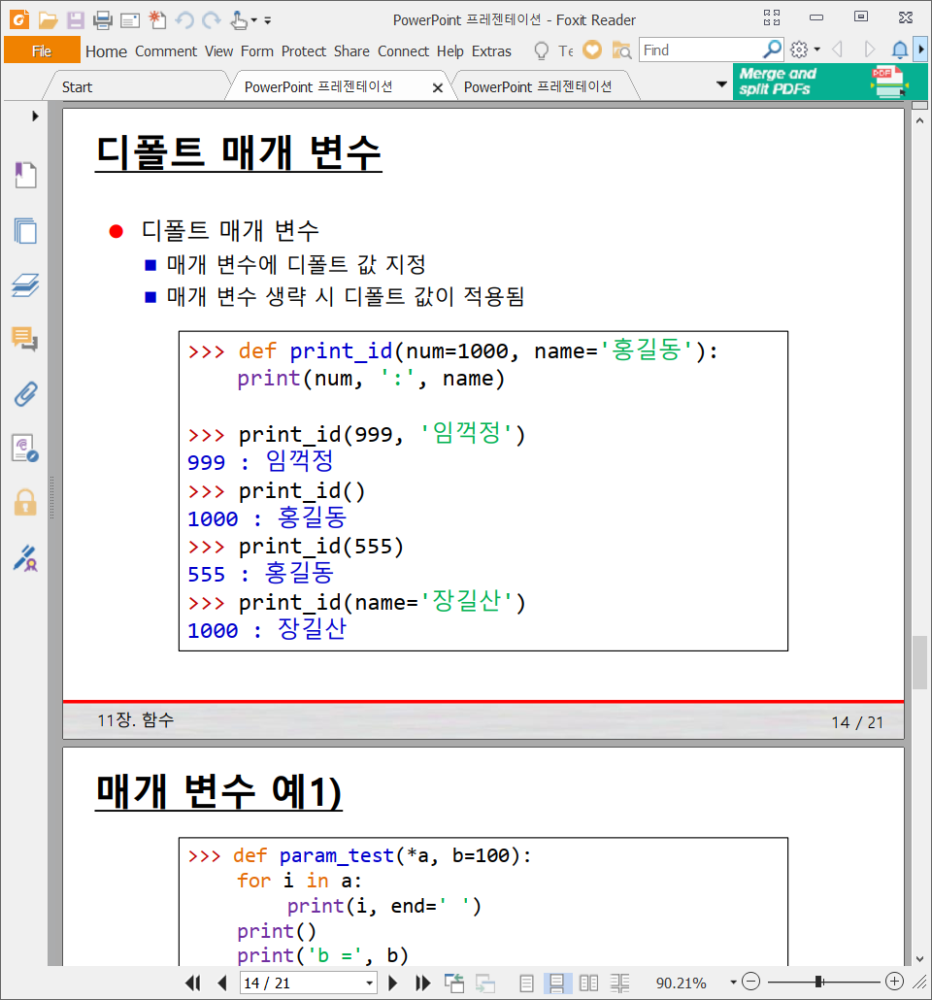 PowerPoint 프레젠테이션 - Foxit Reader
File Home Comment View Form Protect Share Connect Help Extras Te Find
Start PowerPoint 프레젠테이션 PowerPoint 프레젠테이션
Merge and
split PDFs
PDF
디폴트 매개 변수
디폴트 매개 변수
매개 변수에 디폴트 값 지정
매개 변수 생략 시 디폴트 값이 적용됨
>>> def print_id(num=1000, name='홍길동'):
print(num, ':', name)
>>> print_id(999, '임꺽정')
999 : 임꺽정
>>> print_id()
1000 : 홍길동
>>> print_id(555)
555 : 홍길동
>>> print_id(name='장길산')
1000 : 장길산
11장. 함수 14 / 21
매개 변수 예1)
>>> def param_test(*a, b=100):
for i in a:
print(i, end=' ')
print()
print('b =', b)
14 / 21 90.21%